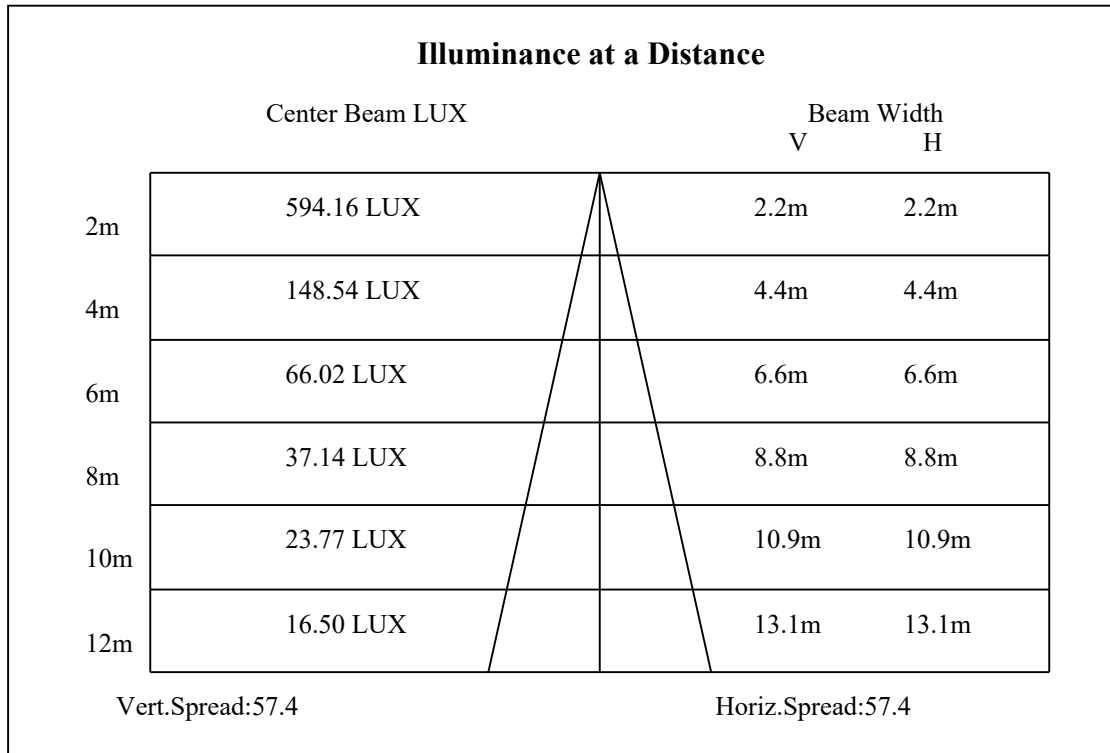 Illuminance at a Distance
Center Beam LUX Beam Width
V H
594.16 LUX 2.2m 2.2m
2m
148.54 LUX 4.4m 4.4m
4m
66.02 LUX 6.6m 6.6m
6m
37.14 LUX 8.8m 8.8m
8m
23.77 LUX 10.9m 10.9m
10m
16.50 LUX 13.1m 13.1m
12m
Vert.Spread:57.4 Horiz.Spread:57.4